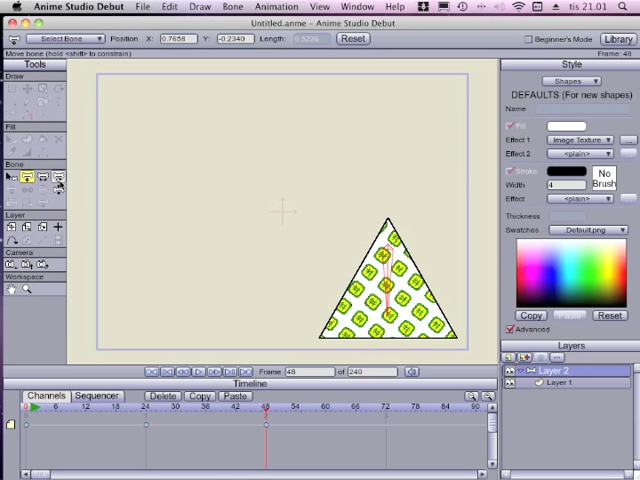 Anime Studio Debut File Edit Draw Bone Animation View Window Help tis 21.01
Untitled.anme - Anime Studio Debut
Select Bone Position X: 0.7658 Y: -0.2340 Length: 0.5226 Reset Beginner's Mode Library
Move bone (hold <shift> to constrain) Frame: 48
Tools
Draw
Fill
Bone
Layer
Camera
Workspace
Style
Shapes
DEFAULTS (For new shapes)
Name
Fill
Effect 1 Image Texture
Effect 2 <plain>
Stroke
Width 4
No Brush
Effect <plain>
Thickness
Swatches Default.png
Copy Paste Reset
Advanced
Layers
Layer 2
Layer 1
Frame 48 of 240
Timeline
Channels Sequencer Delete Copy Paste
0 6 12 18 24 30 36 42 48 54 60 66 72 78 84 90